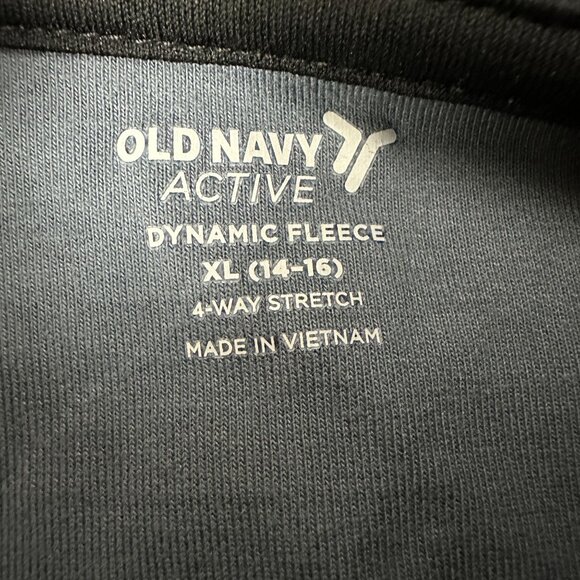 OLD NAVY
ACTIVE
DYNAMIC FLEECE
XL (14-16)
4-WAY STRETCH
MADE IN VIETNAM